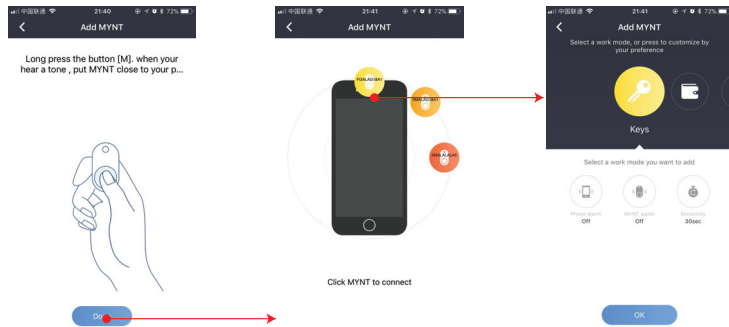 中国联通 21:40 72%
Add MYNT
Long press the button [M]. when your
hear a tone , put MYNT close to your p...
中国联通 21:41 72%
Add MYNT
Click MYNT to connect
中国联通 21:41 72%
Add MYNT
Select a work mode, or press to customize by
your preference
Keys
Select a work mode you want to add
Phone alarm
Off
MYNT alarm
Off
Sensitivity
30sec
OK